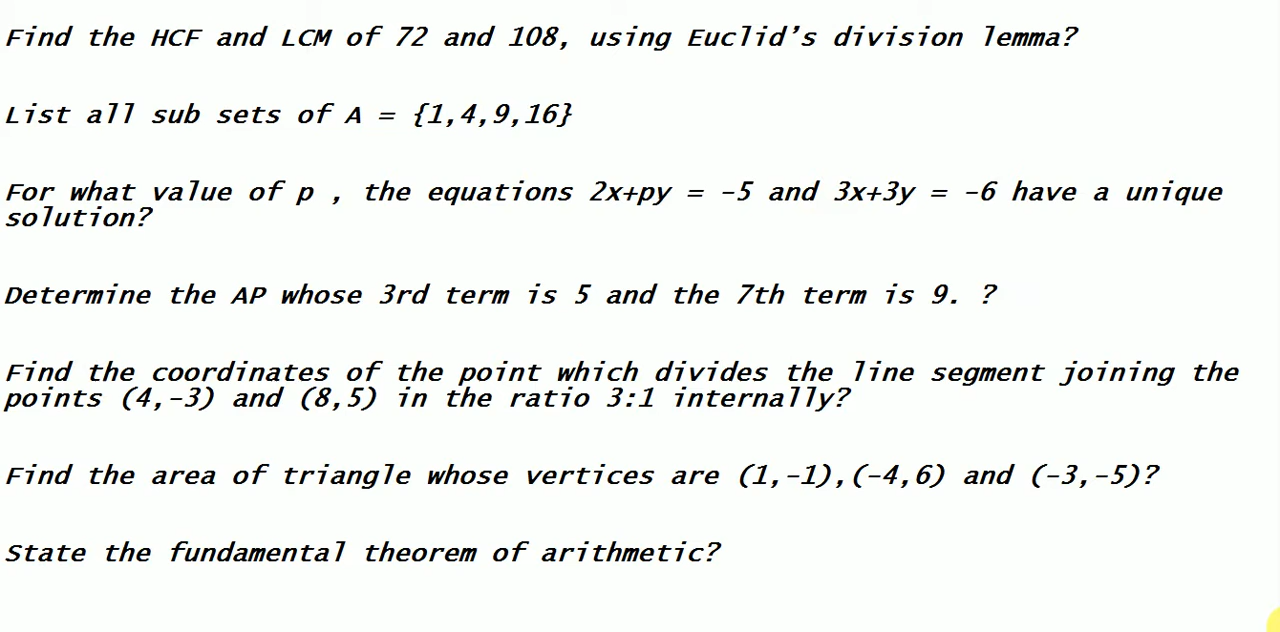 Find the HCF and LCM of 72 and 108, using Euclid's division lemma?
List all sub sets of A = {1,4,9,16}
For what value of p , the equations 2x+py = -5 and 3x+3y = -6 have a unique
solution?
Determine the AP whose 3rd term is 5 and the 7th term is 9. ?
Find the coordinates of the point which divides the line segment joining the
points (4,-3) and (8,5) in the ratio 3:1 internally?
Find the area of triangle whose vertices are (1,-1),(-4,6) and (-3,-5)?
State the fundamental theorem of arithmetic?